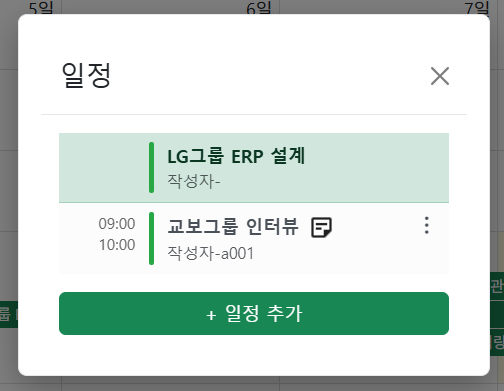 5일 6일 7일
일정
LG그룹 ERP 설계
작성자-
09:00
10:00
교보그룹 인터뷰
작성자-a001
+ 일정 추가